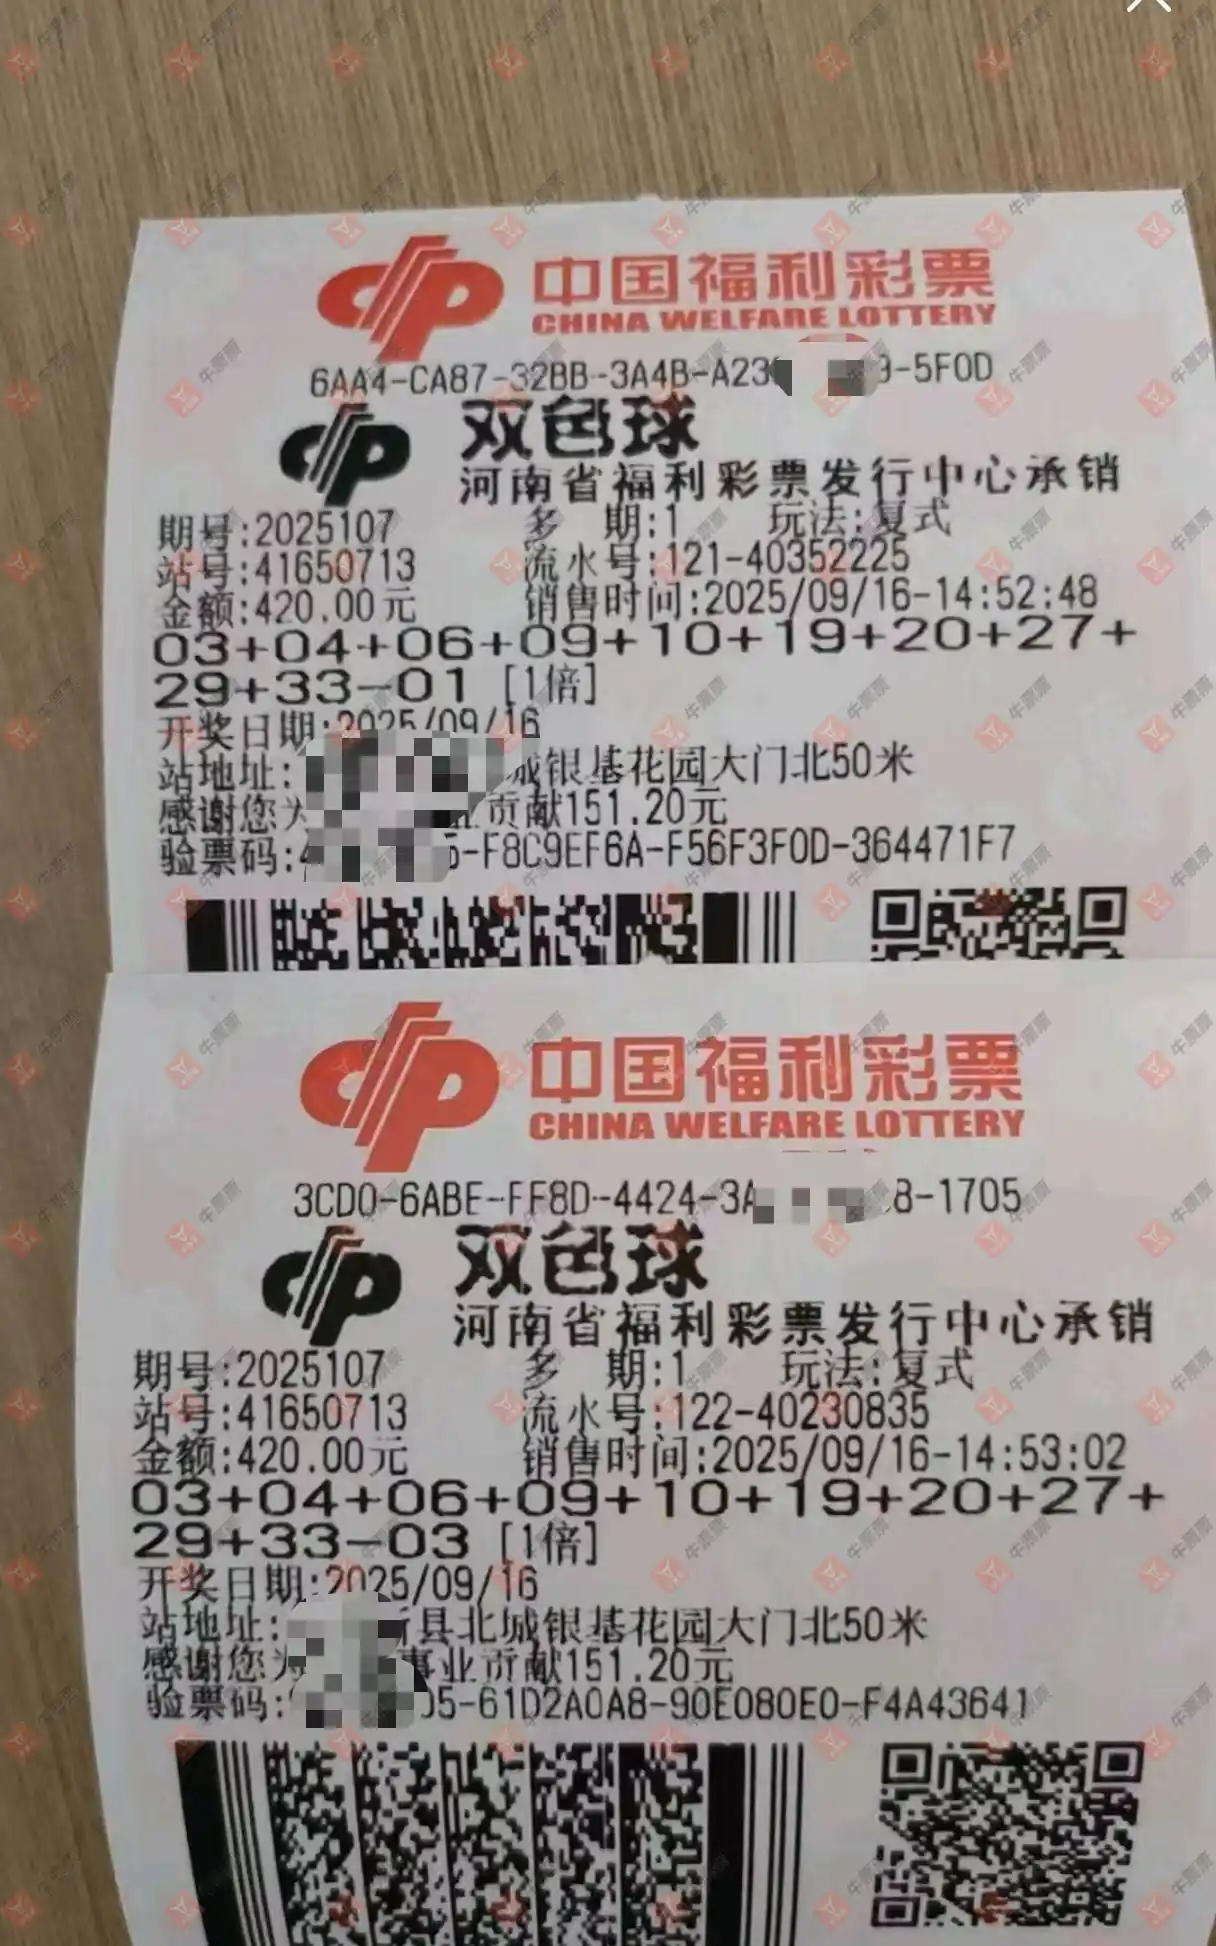 中国福利彩票
CHINA WELFARE LOTTERY
6AA4-CA87-32BB-3A4B-A23 9-5F0D
双色球
河南省福利彩票发行中心承销
期号:2025107 多 期:1 玩法:复式
站号:41650713 流水号:121-40352225
金额:420.00元 销售时间:2025/09/16-14:52:48
03+04+06+09+10+19+20+27+
29+33-01 [1倍]
开奖日期:2025/09/16
站地址: 城银基花园大门北50米
感谢您为 业贡献151.20元
验票码:4 5-F8C9EF6A-F56F3F0D-364471F7
中国福利彩票
CHINA WELFARE LOTTERY
3CD0-6ABE-FF8D-4424-3A 8-1705
双色球
河南省福利彩票发行中心承销
期号:2025107 多 期:1 玩法:复式
站号:41650713 流水号:122-40230835
金额:420.00元 销售时间:2025/09/16-14:53:02
03+04+06+09+10+19+20+27+
29+33-03 [1倍]
开奖日期:2025/09/16
站地址: 县北城银基花园大门北50米
感谢您为 事业贡献151.20元
验票码: 05-61D2A0A8-90E080E0-F4A43641
牛票票